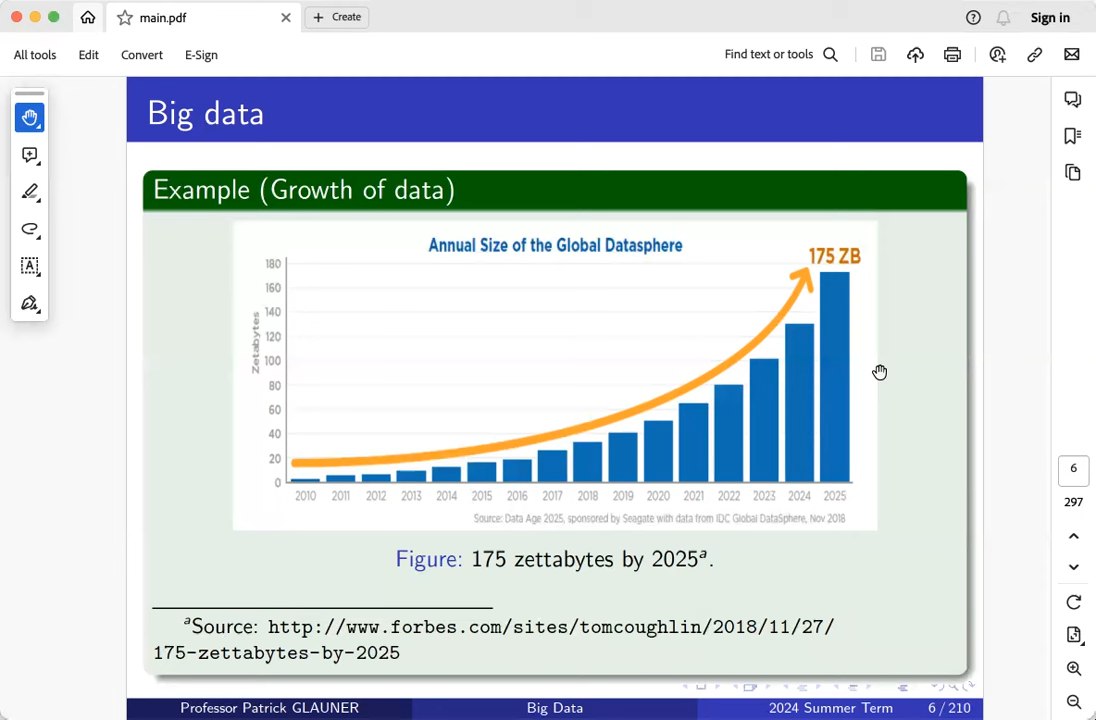 main.pdf
Create
Sign in
All tools
Edit
Convert
E-Sign
Find text or tools
Big data
Example (Growth of data)
Annual Size of the Global Datasphere
175 ZB
Zetabytes
180
160
140
120
100
80
60
40
20
0
2010 2011 2012 2013 2014 2015 2016 2017 2018 2019 2020 2021 2022 2023 2024 2025
Source: Data Age 2025, sponsored by Seagate with data from IDC Global DataSphere, Nov 2018
Figure: 175 zettabytes by 2025a.
aSource: http://www.forbes.com/sites/tomcoughlin/2018/11/27/
175-zettabytes-by-2025
Professor Patrick GLAUNER
Big Data
2024 Summer Term
6 / 210
6
297